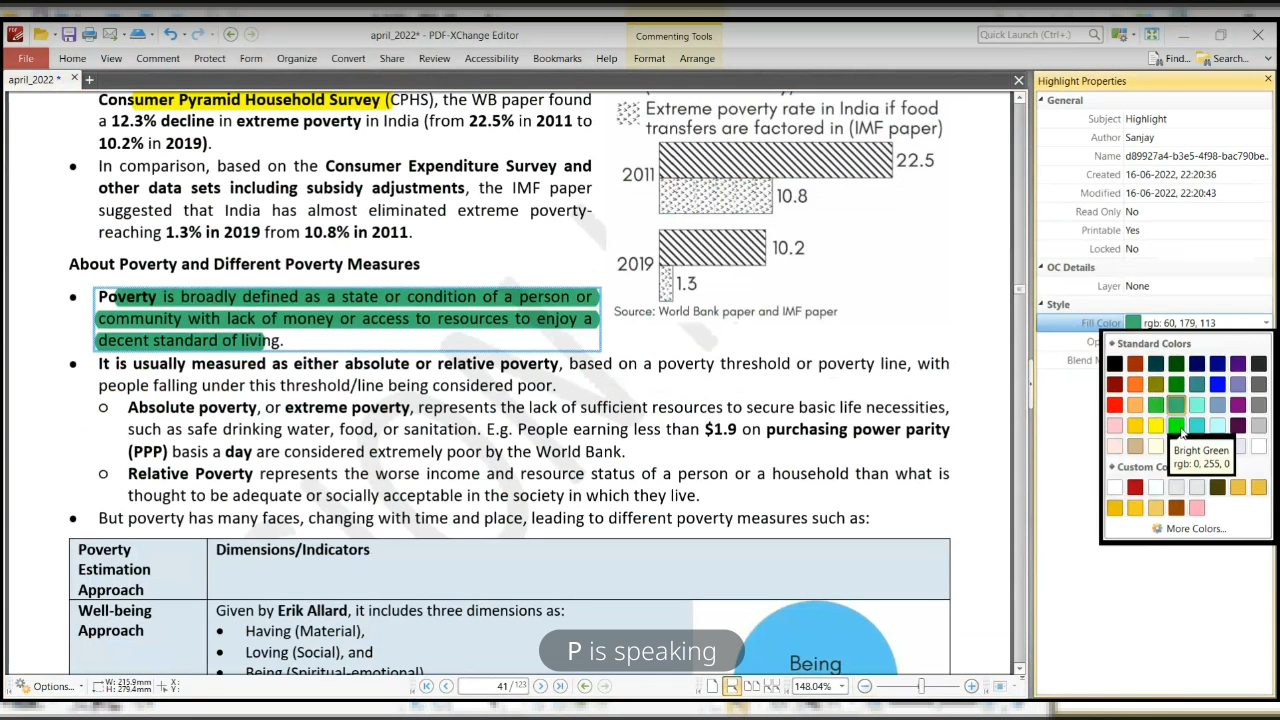 april_2022* - PDF-XChange Editor
Commenting Tools
Quick Launch (Ctrl+.)
File Home View Comment Protect Form Organize Convert Share Review Accessibility Bookmarks Help Format Arrange Find... Search...
april_2022 *
Consumer Pyramid Household Survey (CPHS), the WB paper found
a 12.3% decline in extreme poverty in India (from 22.5% in 2011 to
10.2% in 2019).
• In comparison, based on the Consumer Expenditure Survey and
other data sets including subsidy adjustments, the IMF paper
suggested that India has almost eliminated extreme poverty-
reaching 1.3% in 2019 from 10.8% in 2011.
Extreme poverty rate in India if food
transfers are factored in (IMF paper)
2011
22.5
10.8
2019
10.2
1.3
Source: World Bank paper and IMF paper
About Poverty and Different Poverty Measures
• Poverty is broadly defined as a state or condition of a person or
community with lack of money or access to resources to enjoy a
decent standard of living.
• It is usually measured as either absolute or relative poverty, based on a poverty threshold or poverty line, with
people falling under this threshold/line being considered poor.
o Absolute poverty, or extreme poverty, represents the lack of sufficient resources to secure basic life necessities,
such as safe drinking water, food, or sanitation. E.g. People earning less than $1.9 on purchasing power parity
(PPP) basis a day are considered extremely poor by the World Bank.
o Relative Poverty represents the worse income and resource status of a person or a household than what is
thought to be adequate or socially acceptable in the society in which they live.
• But poverty has many faces, changing with time and place, leading to different poverty measures such as:
Poverty
Estimation
Approach
Dimensions/Indicators
Well-being
Approach
Given by Erik Allard, it includes three dimensions as:
• Having (Material),
• Loving (Social), and
• Being (Spiritual-emotional)
Being
P is speaking
Highlight Properties
General
Subject Highlight
Author Sanjay
Name d89927a4-b3e5-4f98-bac790be..
Created 16-06-2022, 22:20:36
Modified 16-06-2022, 22:20:43
Read Only No
Printable Yes
Locked No
OC Details
Layer None
Style
Fill Color rgb: 60, 179, 113
Standard Colors
Bright Green
rgb: 0, 255, 0
More Colors...
Options...
W: 215.9mm
H: 279.4mm
X:
Y:
41 / 123
148.04%